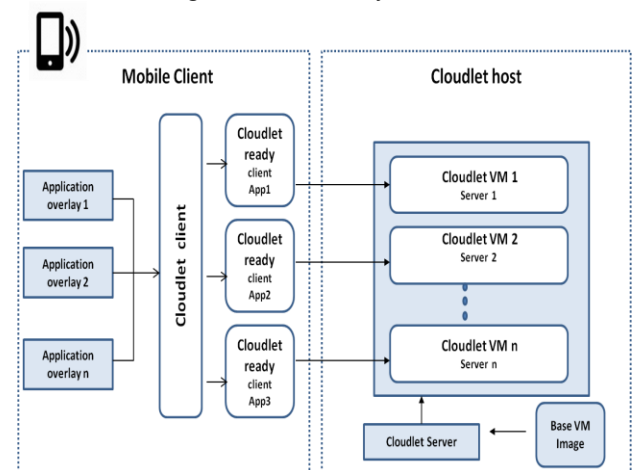 Mobile Client
Cloudlet host
Application
overlay 1
Application
overlay 2
Application
overlay n
Cloudlet client
Cloudlet
ready
client
App1
Cloudlet
ready
client
App2
Cloudlet
ready
client
App3
Cloudlet VM 1
Server 1
Cloudlet VM 2
Server 2
Cloudlet VM n
Server n
Cloudlet Server
Base VM
Image